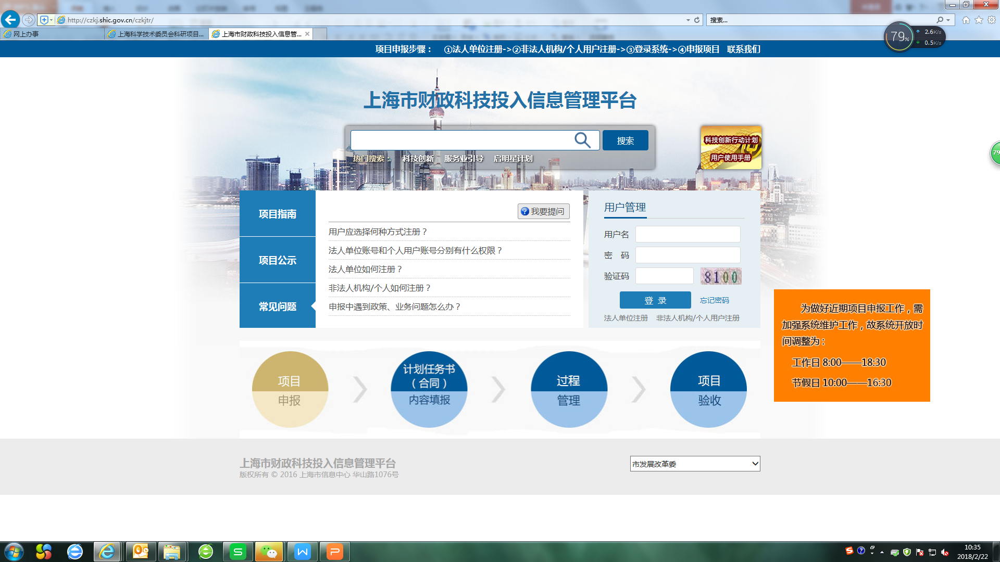 http://czkj.shic.gov.cn/czkjtr/
搜索...
网上办事
上海科学技术委员会科研项目...
上海市财政科技投入信息管...
79%
2.6K/s
0.5K/s
项目申报步骤： ①法人单位注册->②非法人机构/个人用户注册->③登录系统->④申报项目 联系我们
上海市财政科技投入信息管理平台
搜索
热门搜索： 科技创新 服务业引导 启明星计划
科技创新行动计划
用户使用手册
79
项目指南
项目公示
常见问题
我要提问
用户应选择何种方式注册？
法人单位账号和个人用户账号分别有什么权限？
法人单位如何注册？
非法人机构/个人如何注册？
申报中遇到政策、业务问题怎么办？
用户管理
用户名
密 码
验证码 8100
登 录 忘记密码
法人单位注册 非法人机构/个人用户注册
为做好近期项目申报工作，需
加强系统维护工作，故系统开放时
间调整为：
工作日 8:00——18:30
节假日 10:00——16:30
项目
申报
计划任务书
（合同）
内容填报
过程
管理
项目
验收
上海市财政科技投入信息管理平台
版权所有 © 2016 上海市信息中心 华山路1076号
市发展改革委
10:35
2018/2/22